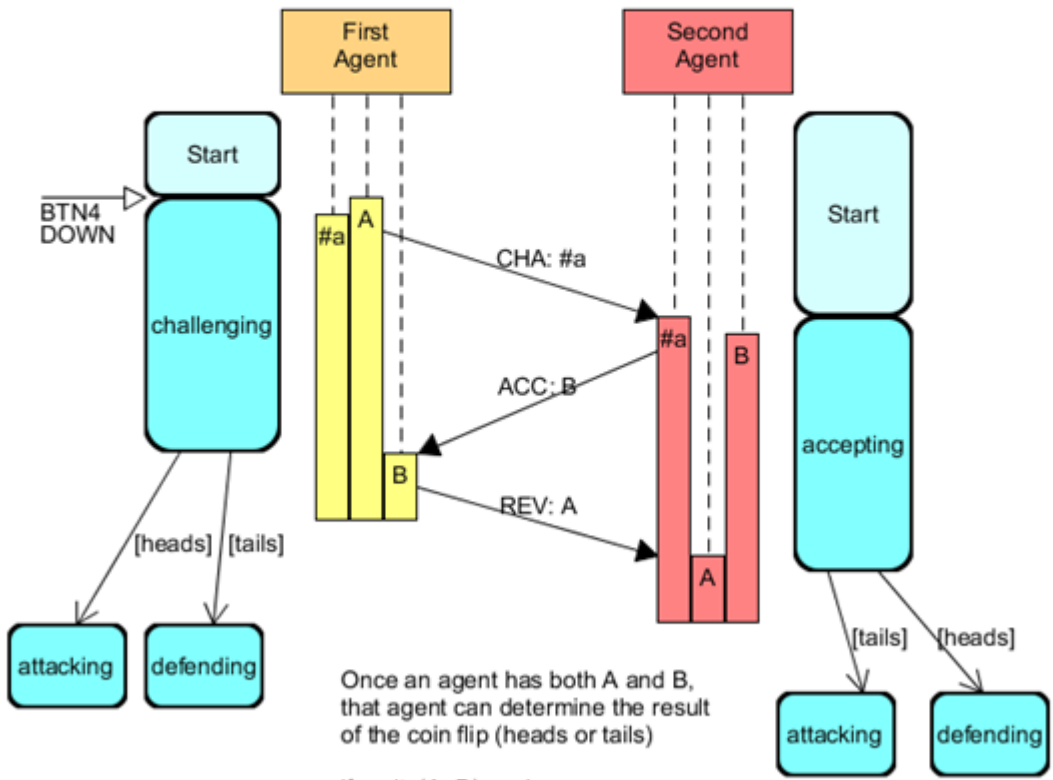 First
Agent
Second
Agent
Start
BTN4
DOWN
challenging
#a
A
CHA: #a
Start
#a
B
ACC: B
accepting
B
REV: A
A
[heads]
[tails]
attacking
defending
[tails]
[heads]
attacking
defending
Once an agent has both A and B,
that agent can determine the result
of the coin flip (heads or tails)